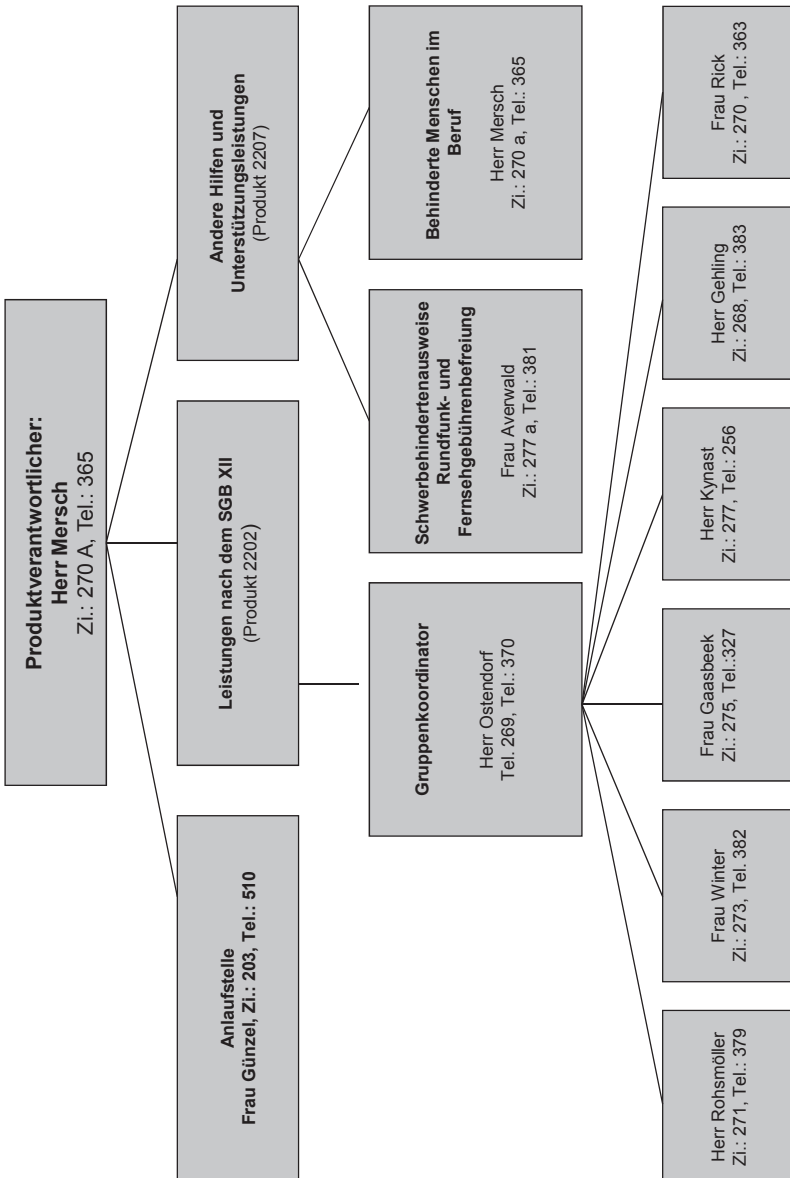 Produktverantwortlicher:
Herr Mersch
Zi.: 270 A, Tel.: 365
Anlaufstelle
Frau Günzel, Zi.: 203, Tel.: 510
Leistungen nach dem SGB XII
(Produkt 2202)
Andere Hilfen und
Unterstützungsleistungen
(Produkt 2207)
Gruppenkoordinator
Herr Ostendorf
Tel. 269, Tel.: 370
Schwerbehindertenausweise
Rundfunk- und
Fernsehgebührenbefreiung
Frau Averwald
Zi.: 277 a, Tel.: 381
Behinderte Menschen im
Beruf
Herr Mersch
Zi.: 270 a, Tel.: 365
Herr Rohsmöller
Zi.: 271, Tel.: 379
Frau Winter
Zi.: 273, Tel. 382
Frau Gaasbeek
Zi.: 275, Tel.:327
Herr Kynast
Zi.: 277, Tel.: 256
Herr Gehling
Zi.: 268, Tel.: 383
Frau Rick
Zi.: 270 , Tel.: 363